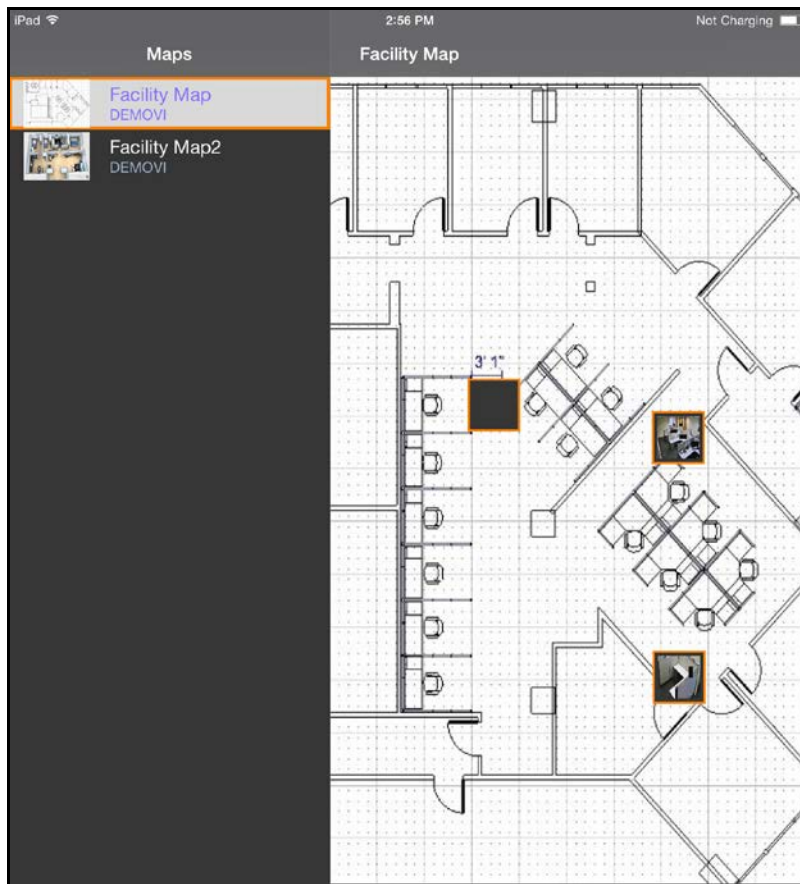 iPad 2:56 PM Not Charging
Maps Facility Map
Facility Map
DEMOVI
Facility Map2
DEMOVI
3' 1"